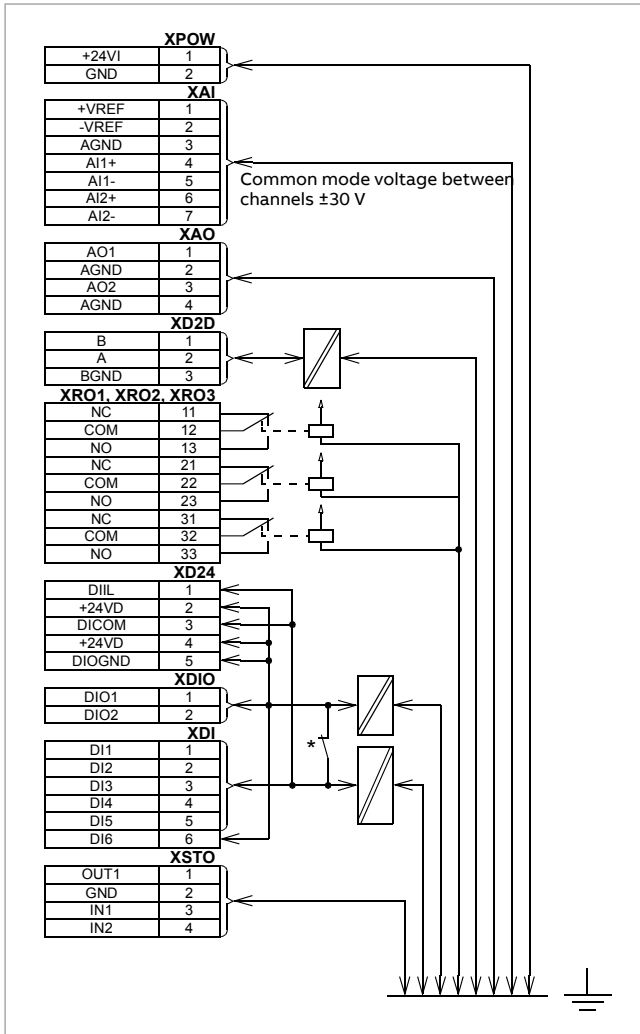 XPOW
+24VI 1
GND 2
XAI
+VREF 1
-VREF 2
AGND 3
AI1+ 4
AI1- 5
AI2+ 6
AI2- 7
Common mode voltage between
channels ±30 V
XAO
AO1 1
AGND 2
AO2 3
AGND 4
XD2D
B 1
A 2
BGND 3
XRO1, XRO2, XRO3
NC 11
COM 12
NO 13
NC 21
COM 22
NO 23
NC 31
COM 32
NO 33
XD24
DIIL 1
+24VD 2
DICOM 3
+24VD 4
DIOGND 5
XDIO
DIO1 1
DIO2 2
XDI
DI1 1
DI2 2
DI3 3
DI4 4
DI5 5
DI6 6
*
XSTO
OUT1 1
GND 2
IN1 3
IN2 4